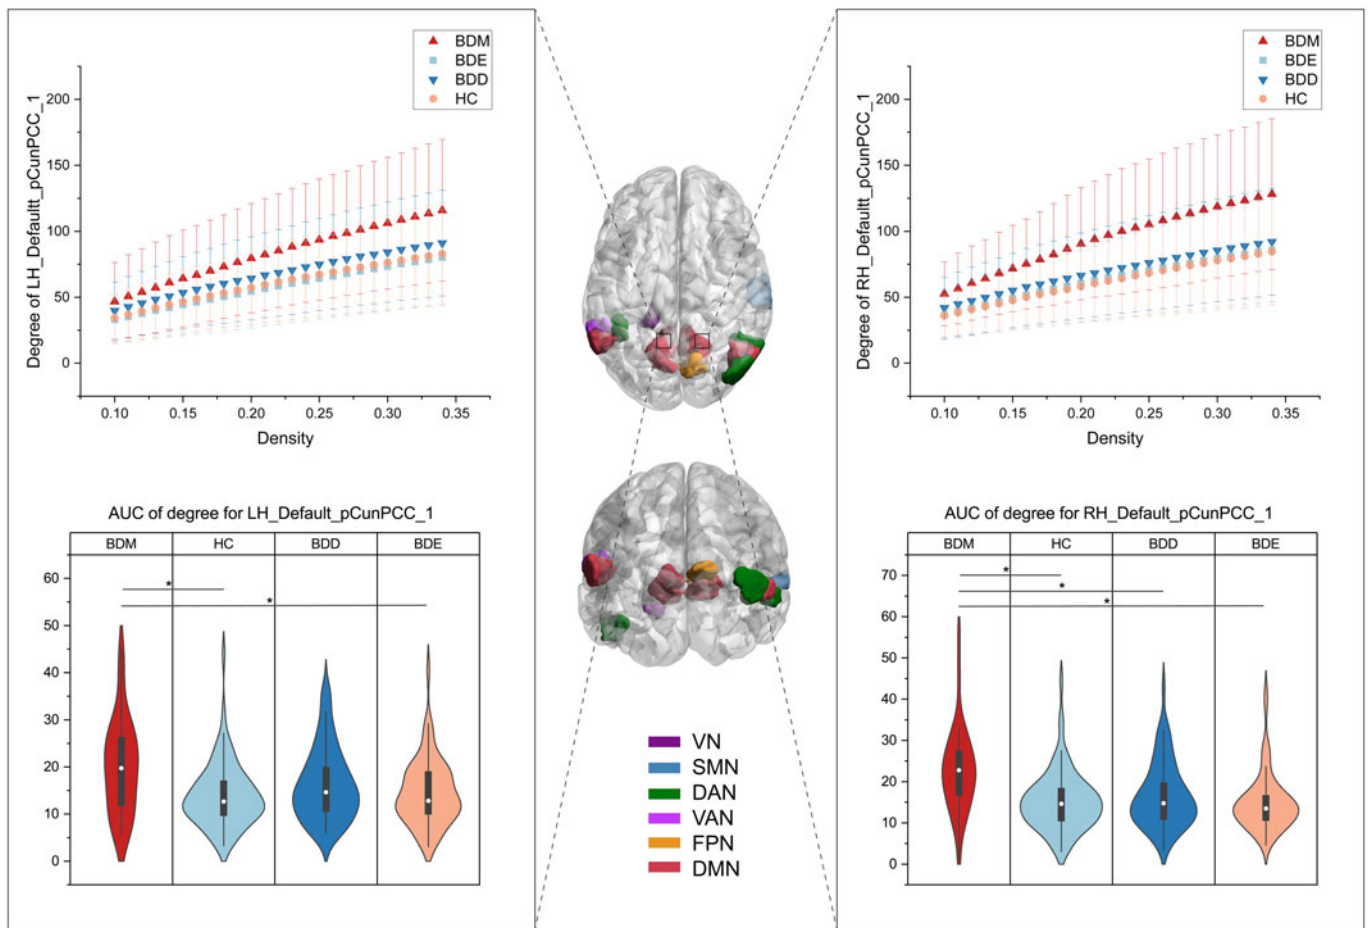 BDM
BDE
BDD
HC
Degree of LH_Defaultt_pCunPCC_1
200
150
100
50
0
0.10 0.15 0.20 0.25 0.30 0.35
Density
AUC of degree for LH_Default_pCunPCC_1
BDM HC BDD BDE
60
50
40
30
20
10
0
*
*
VN
SMN
DAN
VAN
FPN
DMN
BDM
BDE
BDD
HC
Degree of RH_Defaultt_pCunPCC_1
200
150
100
50
0
0.10 0.15 0.20 0.25 0.30 0.35
Density
AUC of degree for RH_Default_pCunPCC_1
BDM HC BDD BDE
70
60
50
40
30
20
10
0
*
*
*